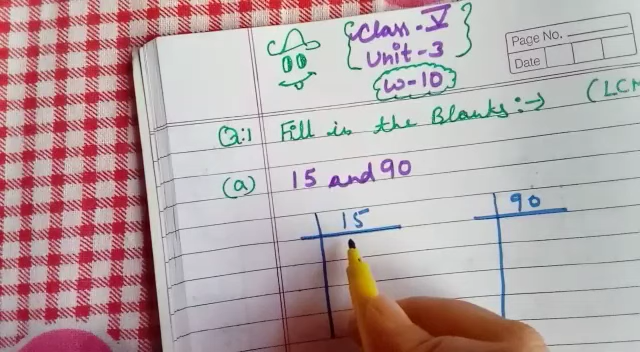 Class - V
Unit - 3
W-10
Page No.
Date
Q:1 Fill in the Blanks:→ (LCM
(a) 15 and 90
15 90